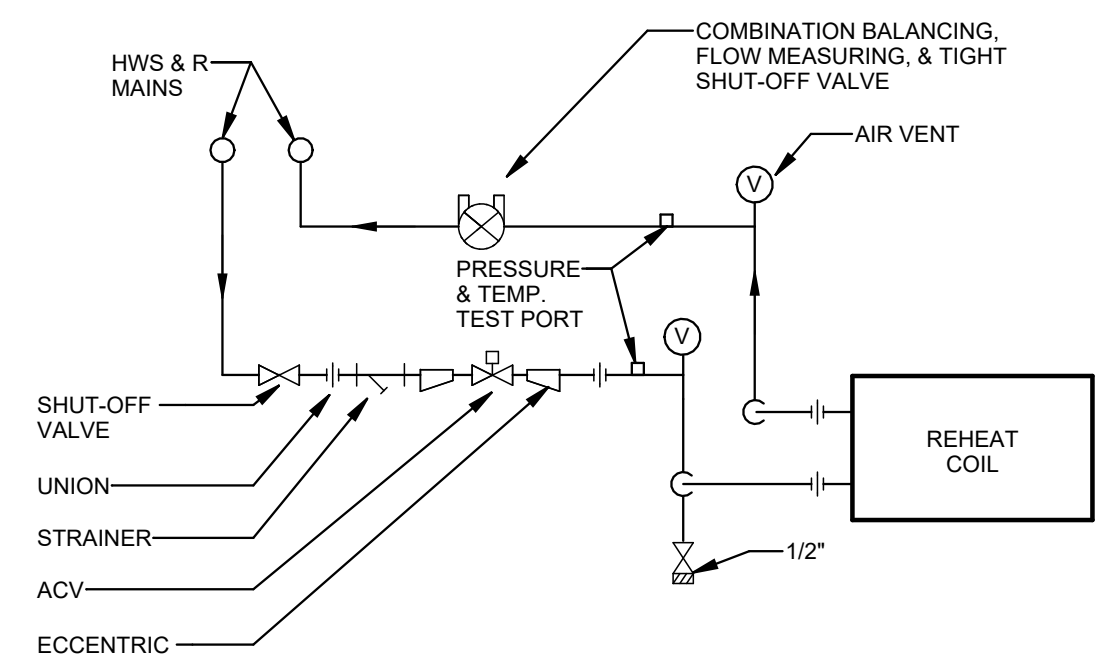 COMBINATION BALANCING,
FLOW MEASURING, & TIGHT
SHUT-OFF VALVE
HWS & R
MAINS
AIR VENT
V
PRESSURE
& TEMP.
TEST PORT
V
SHUT-OFF
VALVE
UNION
STRAINER
ACV
ECCENTRIC
REHEAT
COIL
1/2"